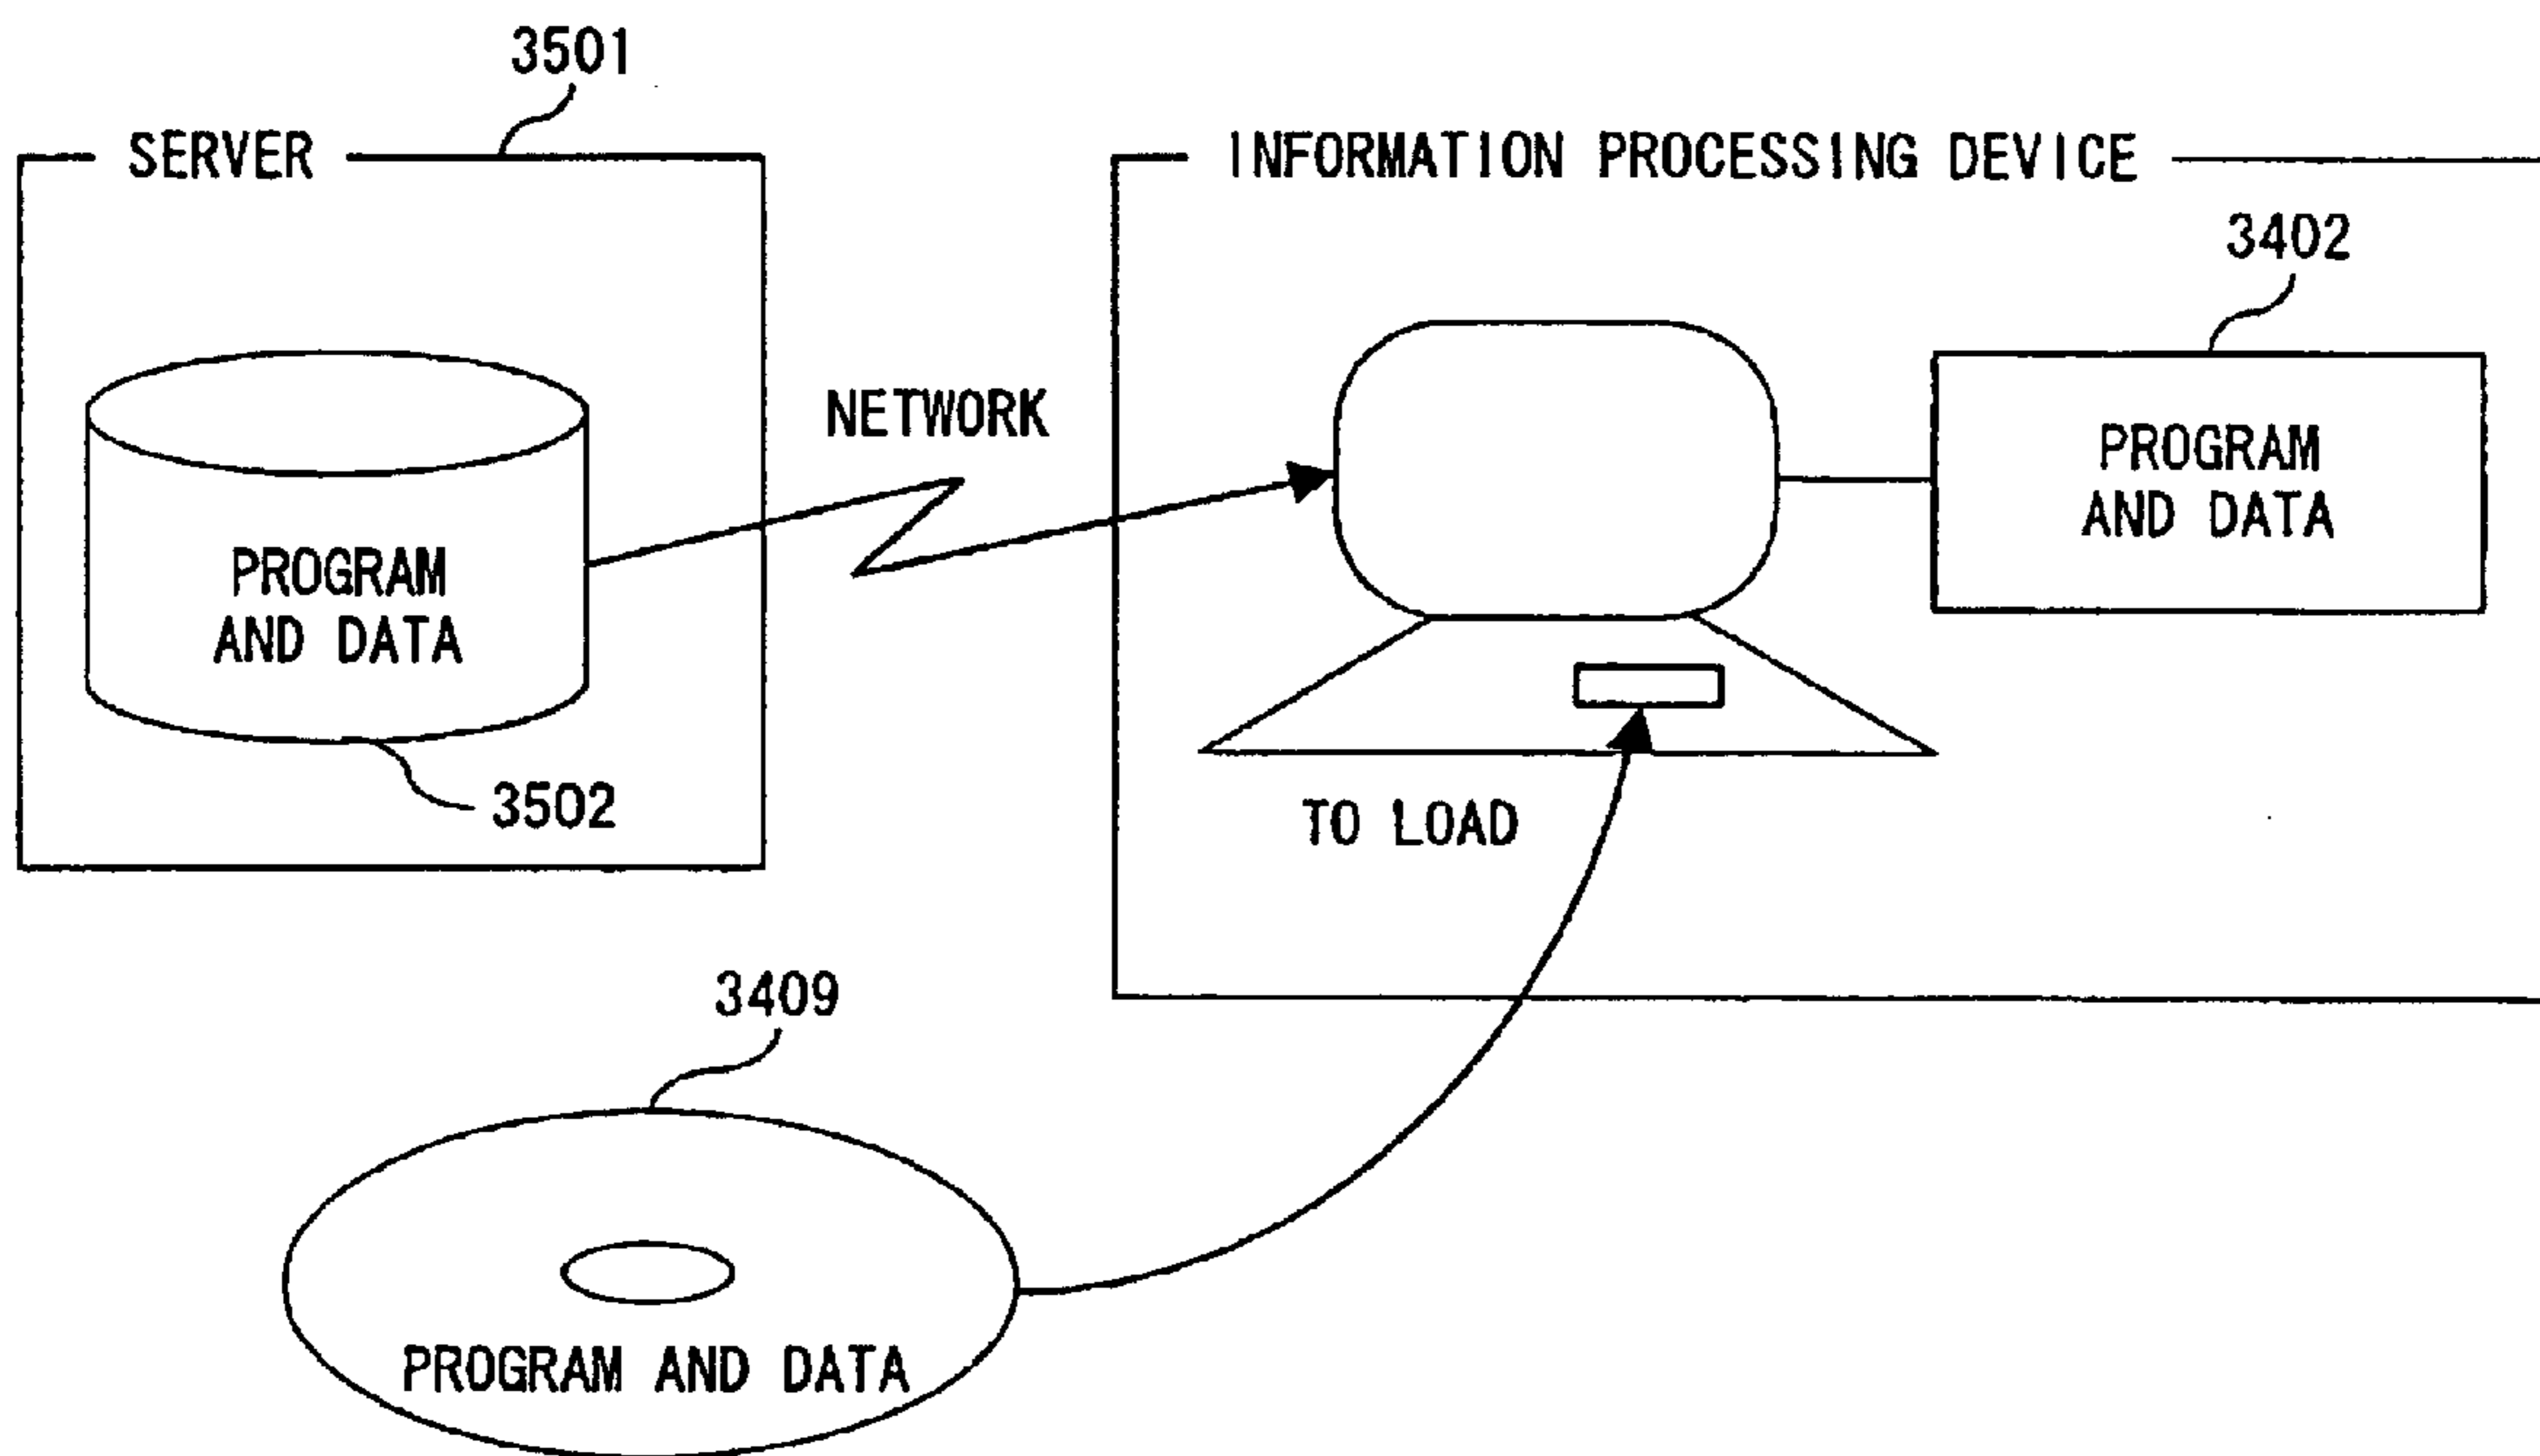 3501
SERVER
INFORMATION PROCESSING DEVICE
3402
NETWORK
PROGRAM
AND DATA
PROGRAM
AND DATA
3502
TO LOAD
3409
PROGRAM AND DATA